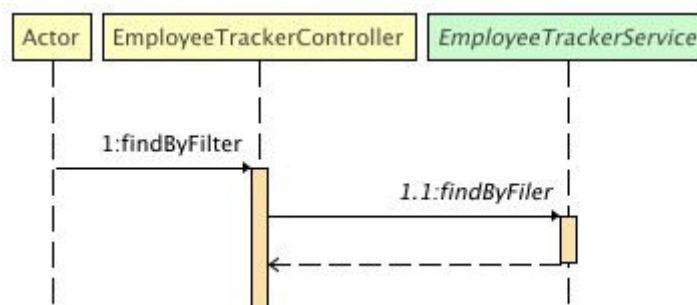 Actor
EmployeeTrackerController
EmployeeTrackerService
1:findByFilter
1.1:findByFiler